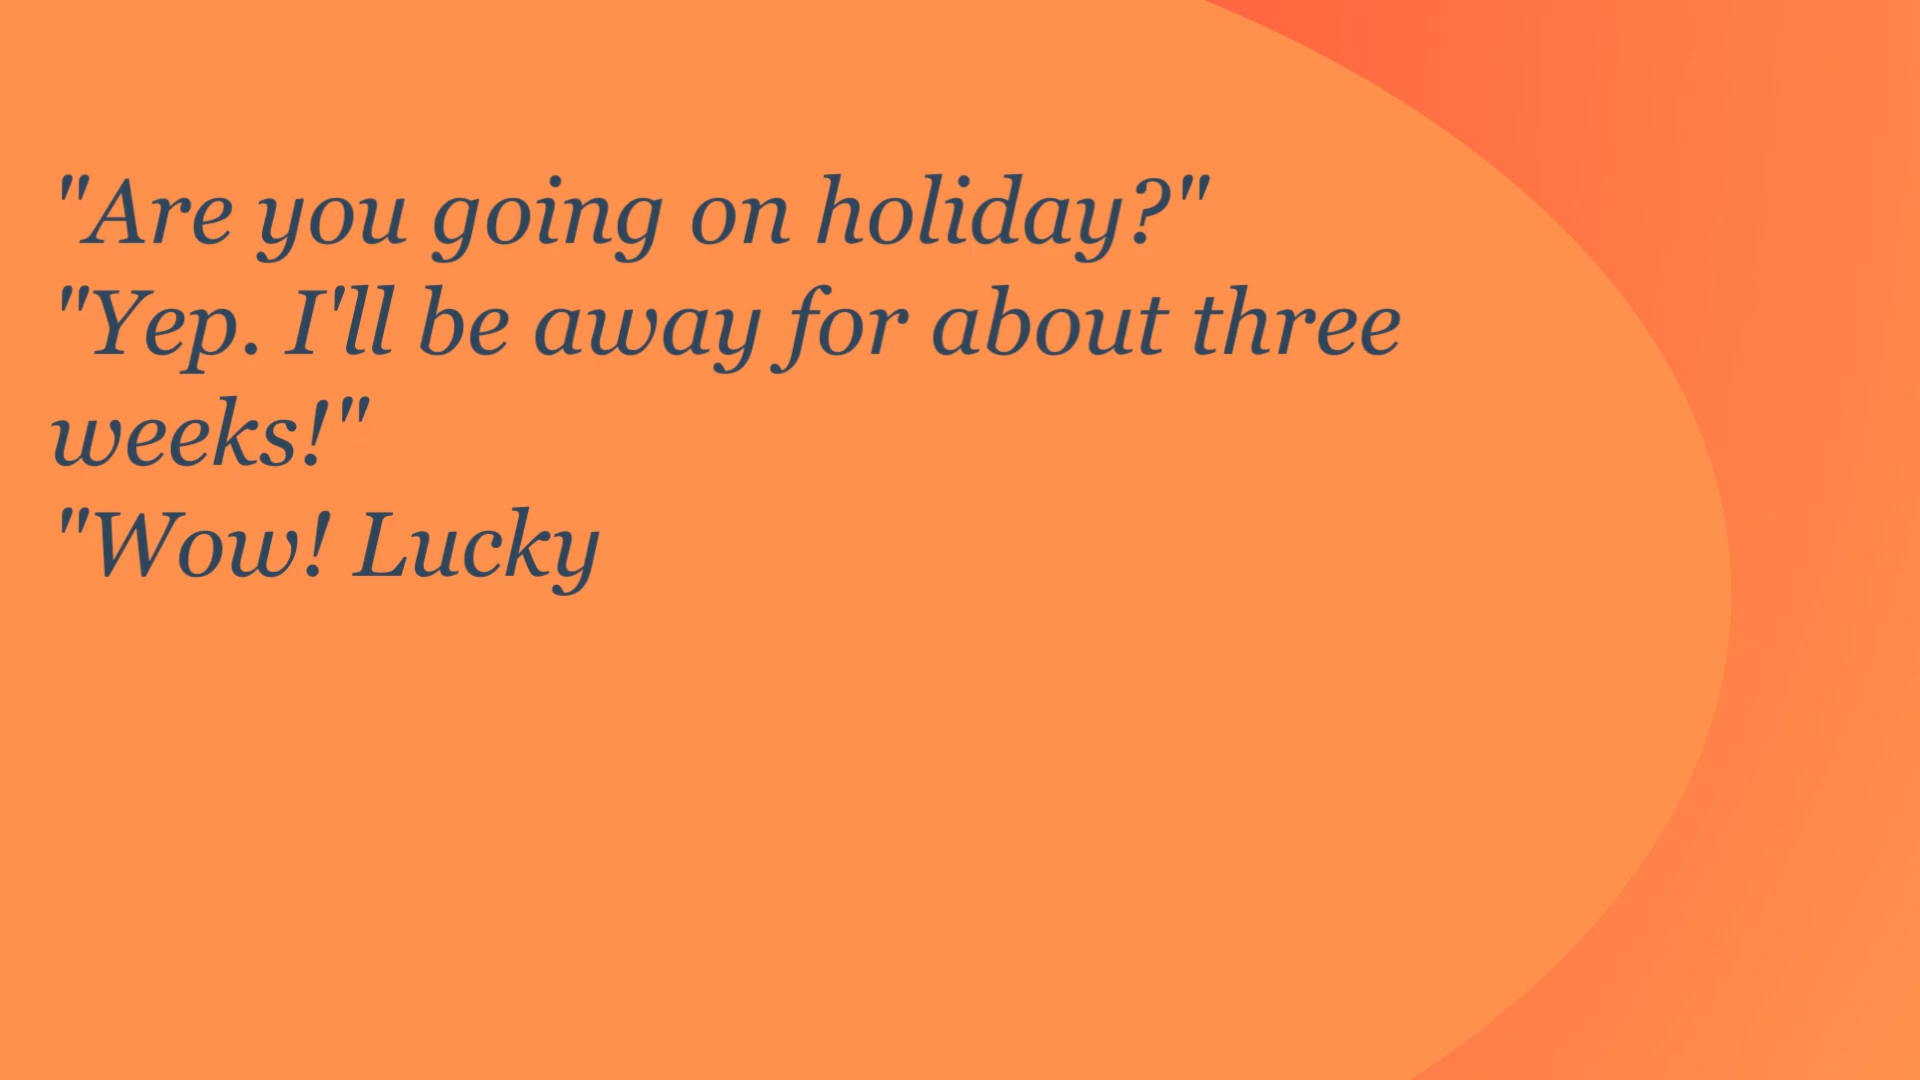 "Are you going on holiday?"
"Yep. I'll be away for about three
weeks!"
"Wow! Lucky